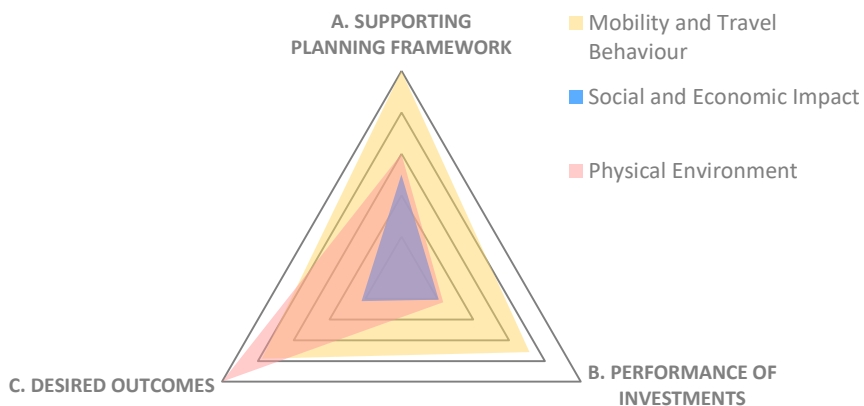 A. SUPPORTING
PLANNING FRAMEWORK
Mobility and Travel
Behaviour
Social and Economic Impact
Physical Environment
C. DESIRED OUTCOMES
B. PERFORMANCE OF
INVESTMENTS